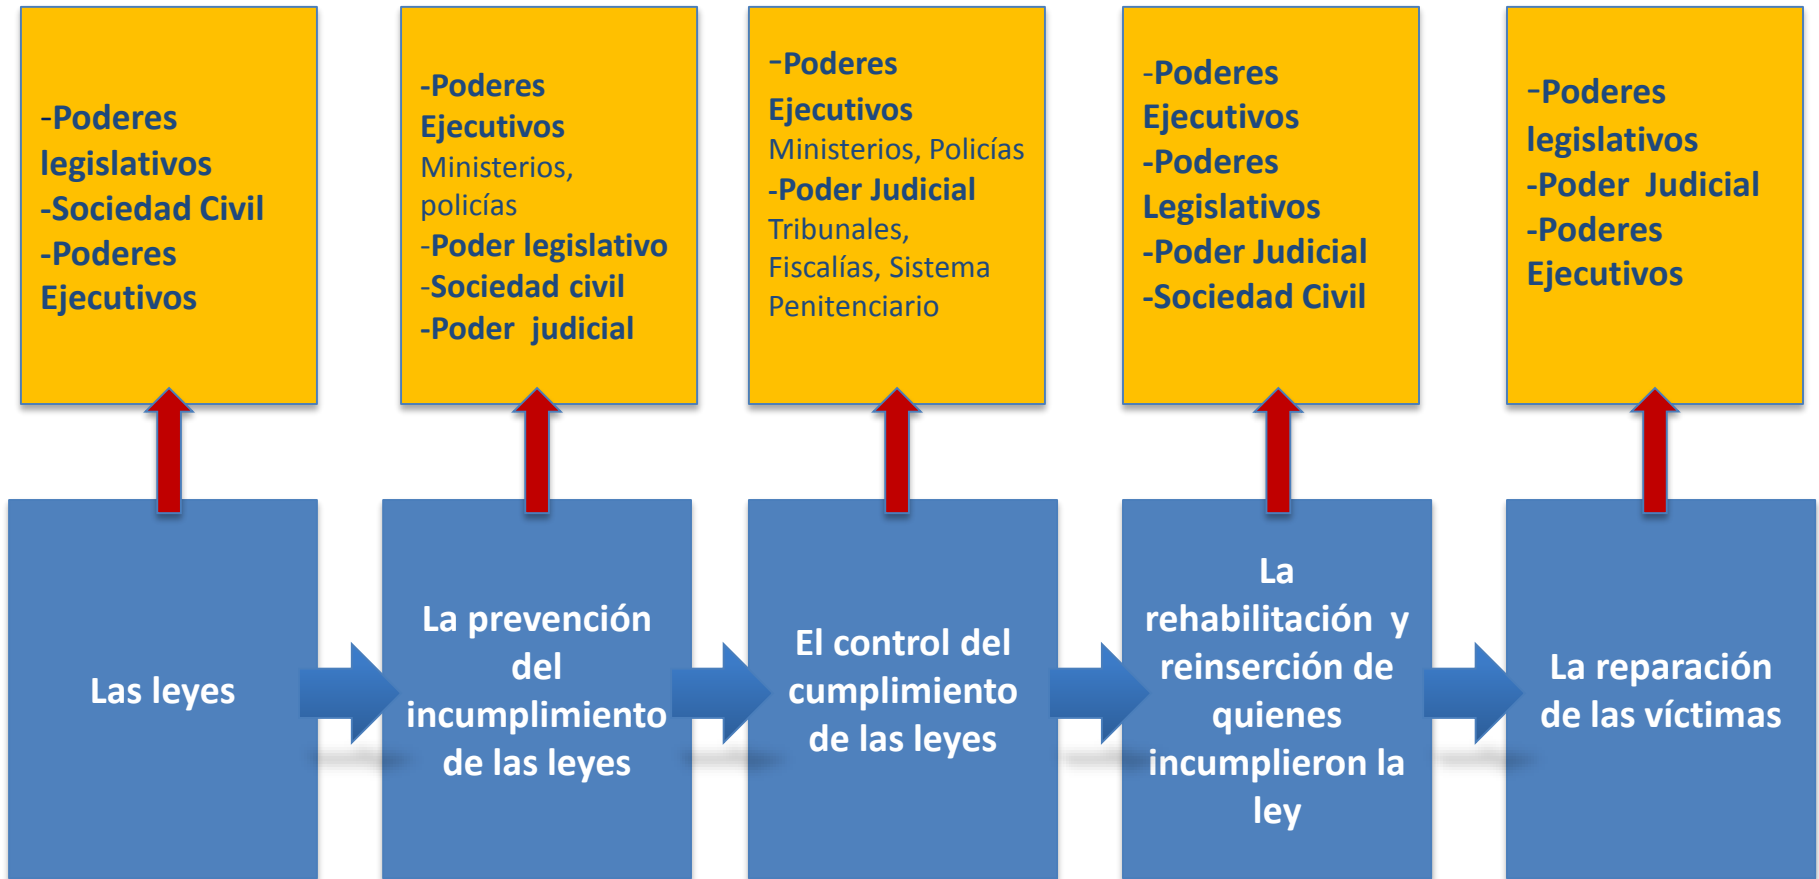 -Poderes
legislativos
-Sociedad Civil
-Poderes
Ejecutivos
-Poderes
Ejecutivos
Ministerios,
policías
-Poder legislativo
-Sociedad civil
-Poder  judicial
-Poderes
Ejecutivos
Ministerios, Policías
-Poder Judicial
Tribunales,
Fiscalías, Sistema
Penitenciario
-Poderes
Ejecutivos
-Poderes
Legislativos
-Poder Judicial
-Sociedad Civil
-Poderes
legislativos
-Poder  Judicial
-Poderes
Ejecutivos
Las leyes
La prevención
del
incumplimiento
de las leyes
El control del
cumplimiento
de las leyes
La
rehabilitación  y
reinserción de
quienes
incumplieron la
ley
La reparación
de las víctimas